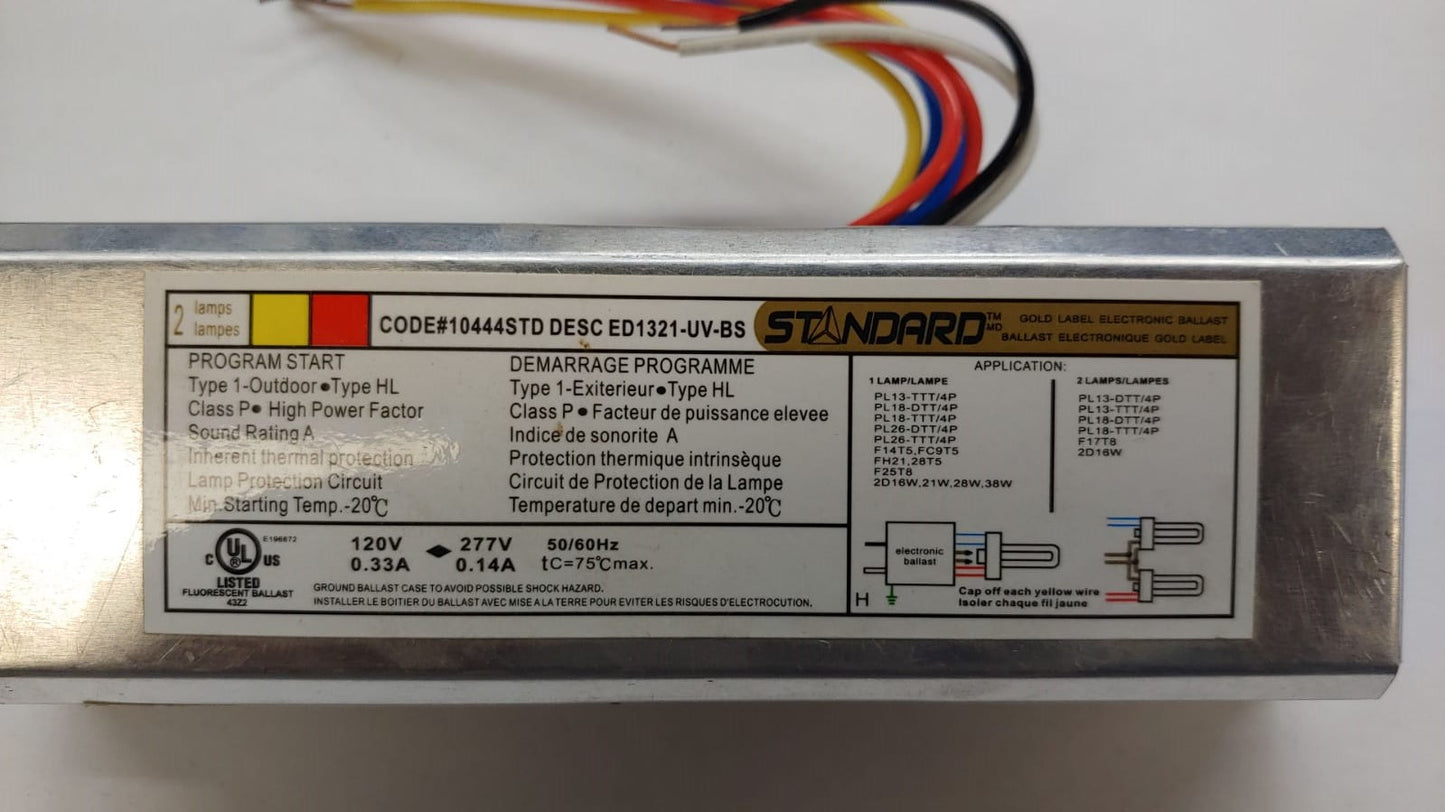 2 lamps
lampes
CODE#10444STD DESC ED1321-UV-BS
STANDARD TM MD
GOLD LABEL ELECTRONIC BALLAST
BALLAST ELECTRONIQUE GOLD LABEL
PROGRAM START
Type 1-Outdoor•Type HL
Class P• High Power Factor
Sound Rating A
Inherent thermal protection
Lamp Protection Circuit
Min.Starting Temp.-20℃
DEMARRAGE PROGRAMME
Type 1-Exiterieur•Type HL
Class P•Facteur de puissance elevee
Indice de sonorite A
Protection thermique intrinsèque
Circuit de Protection de la Lampe
Temperature de depart min.-20℃
APPLICATION:
1 LAMP/LAMPE
PL13-TTT/4P
PL18-DTT/4P
PL18-TTT/4P
PL26-DTT/4P
PL26-TTT/4P
F14T5,FC9T5
FH21,28T5
F25T8
2D16W,21W,28W,38W
2 LAMPS/LAMPES
PL13-DTT/4P
PL13-TTT/4P
PL18-DTT/4P
PL18-TTT/4P
F17T8
2D16W
C UL ® US
E196672
LISTED
FLUORESCENT BALLAST
43Z2
120V ◆ 277V 50/60Hz
0.33A 0.14A tC=75℃max.
GROUND BALLAST CASE TO AVOID POSSIBLE SHOCK HAZARD.
INSTALLER LE BOITIER DU BALLAST AVEC MISE A LA TERRE POUR EVITER LES RISQUES D'ELECTROCUTION.
electronic
ballast
H
Cap off each yellow wire
Isoler chaque fil jaune